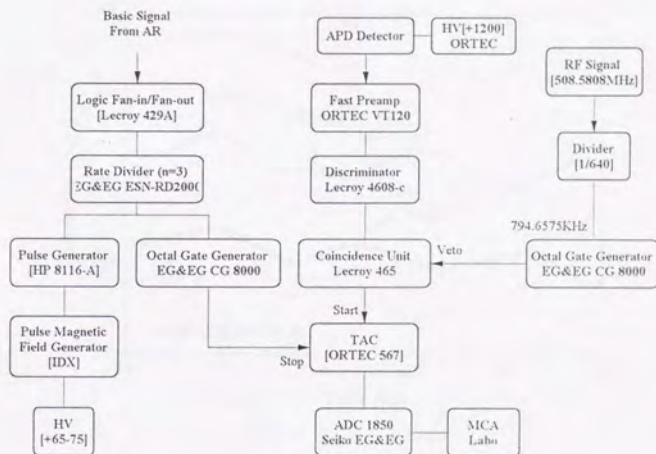 Basic Signal
From AR
Logic Fan-in/Fan-out
[Lecroy 429A]
Rate Divider (n=3)
EG&EG ESN-RD2000
Pulse Generator
[HP 8116-A]
Octal Gate Generator
EG&EG CG 8000
Pulse Magnetic
Field Generator
[IDX]
HV
[+65-75]
APD Detector
HV[+1200]
ORTEC
Fast Preamp
ORTEC VT120
Discriminator
Lecroy 4608-c
Coincidence Unit
Lecroy 465
Veto
Start
Stop
TAC
[ORTEC 567]
ADC 1850
Seiko EG&EG
MCA
Labo
RF Signal
[508.5808MHz]
Divider
[1/640]
794.6575KHz
Octal Gate Generator
EG&EG CG 8000